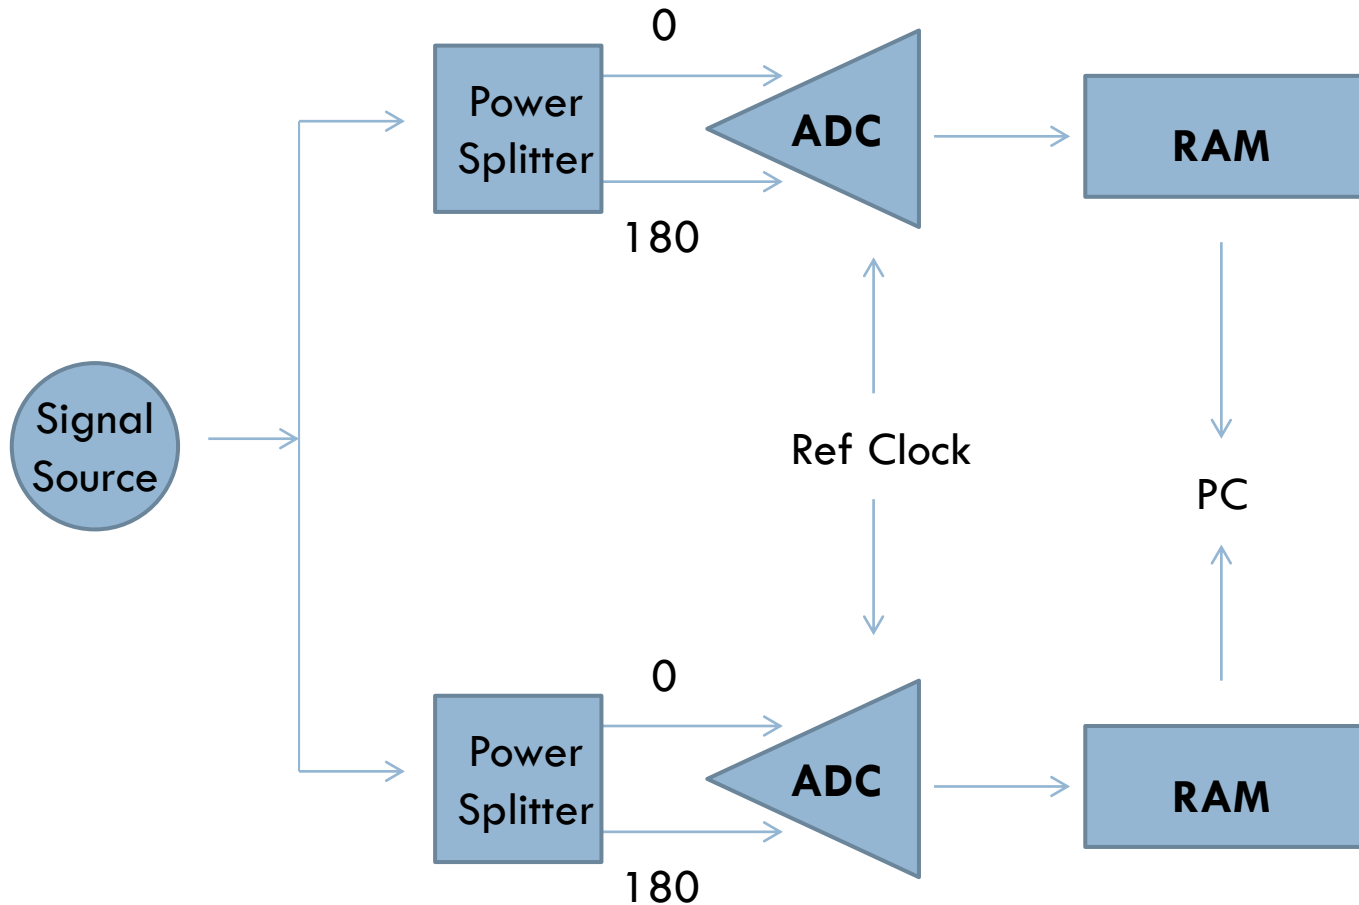 0
Power
Splitter
ADC
RAM
180
Signal
Source
Ref Clock
PC
0
Power
Splitter
ADC
RAM
180